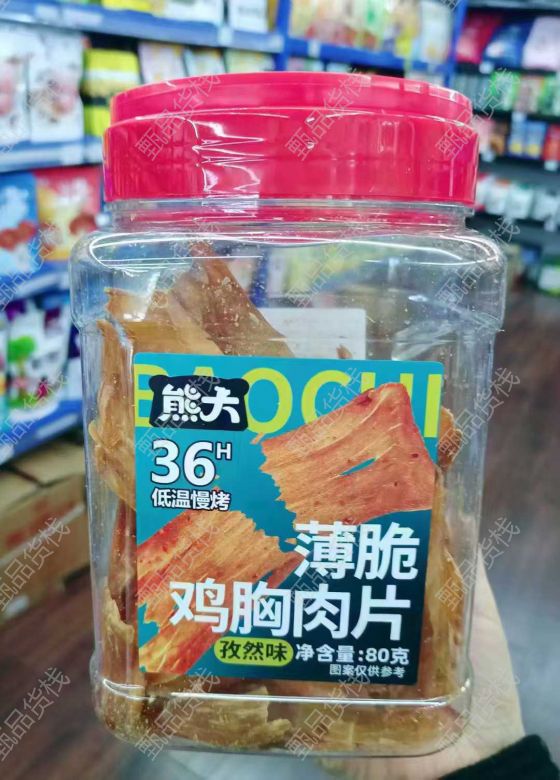 BAOCUI
熊大
36H
低温慢烤
薄脆
鸡胸肉片
孜然味 净含量:80克
图案仅供参考
甄品货栈